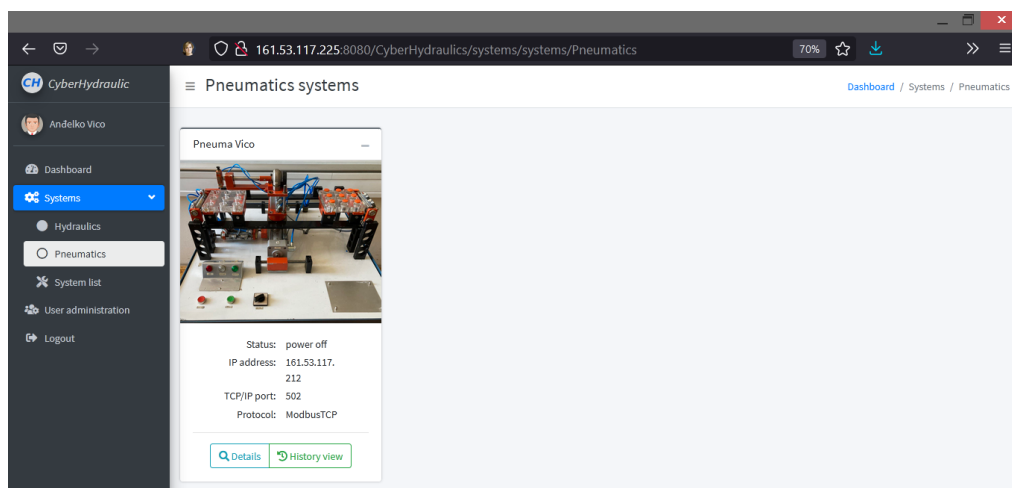 161.53.117.225:8080/CyberHydraulics/systems/systems/Pneumatics
70%
CH CyberHydraulic
Pneumatics systems
Dashboard / Systems / Pneumatics
Anđelko Vico
Dashboard
Systems
Hydraulics
Pneumatics
System list
User administration
Logout
Pneuma Vico
Status: power off
IP address: 161.53.117.
212
TCP/IP port: 502
Protocol: ModbusTCP
Details
History view